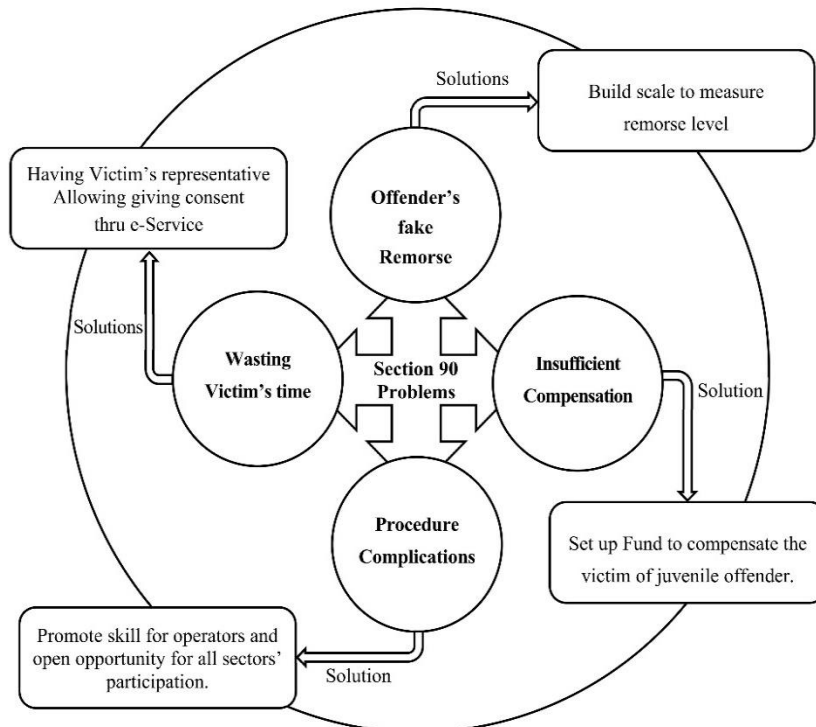 Solutions
Build scale to measure
remorse level
Having Victim's representative
Allowing giving consent
thru e-Service
Offender's
fake
Remorse
Solutions
Wasting
Victim's time
Section 90
Problems
Insufficient
Compensation
Solution
Procedure
Complications
Set up Fund to compensate the
victim of juvenile offender.
Promote skill for operators and
open opportunity for all sectors'
participation.
Solution